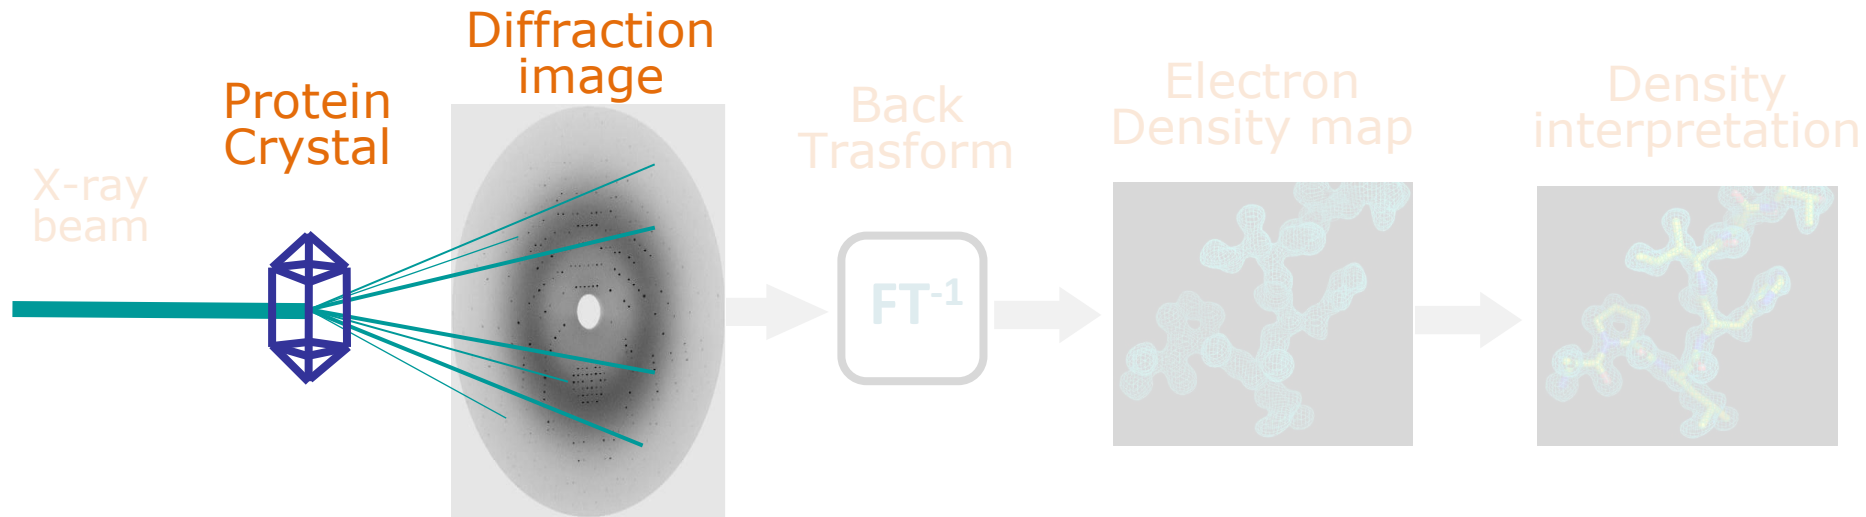 X-ray
beam
Protein
Crystal
Diffraction
image
Back
Trasform
FT-1
Electron
Density map
Density
interpretation